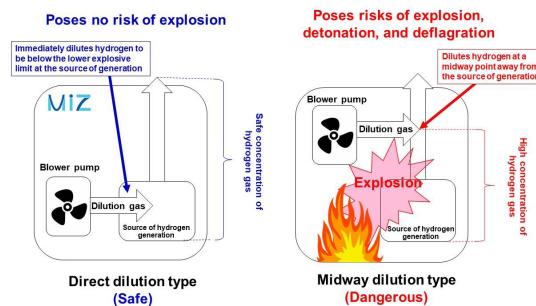 Poses no risk of explosion
Immediately dilutes hydrogen to
be below the lower explosive
limit at the source of generation
MiZ
Blower pump
Dilution gas
Source of hydrogen
generation
Safe concentration of
hydrogen gas
Direct dilution type
(Safe)
Poses risks of explosion,
detonation, and deflagration
Dilutes hydrogen at a
midway point away from
the source of generation
Blower pump
Dilution gas
Explosion
Source of hydrogen
generation
High concentration of
hydrogen gas
Midway dilution type
(Dangerous)